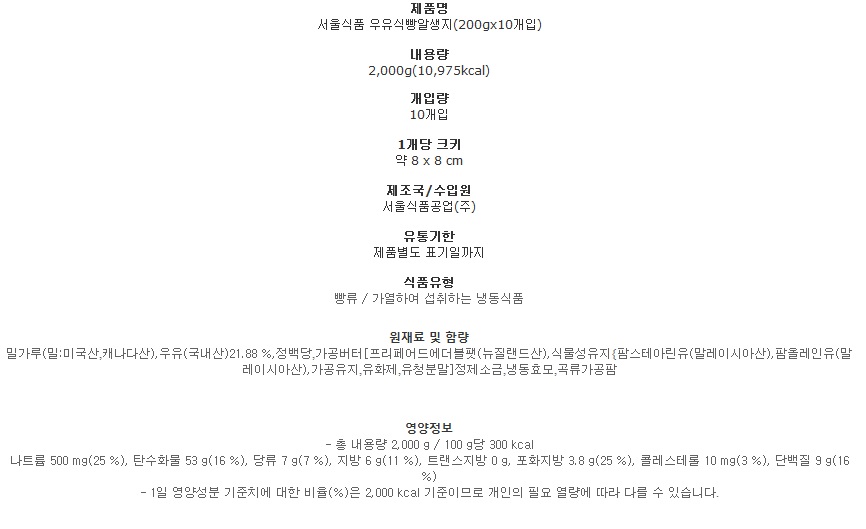 제품명
서울식품 우유식빵알생지(200gx10개입)
내용량
2,000g(10,975kcal)
개입량
10개입
1개당 크키
약 8 x 8 cm
제조국/수입원
서울식품공업(주)
유통기한
제품별도 표기일까지
식품유형
빵류 / 가열하여 섭취하는 냉동식품
원재료 및 함량
밀가루(밀:미국산,캐나다산),우유(국내산)21.88 %,정백당,가공버터[프리페어드에더블팻(뉴질랜드산),식물성유지{팜스테아린유(말레이시아산),팜올레인유(말
레이시아산),가공유지,유화제,유청분말]정제소금,냉동효모,곡류가공팜
영양정보
- 총 내용량 2,000 g / 100 g당 300 kcal
나트륨 500 mg(25 %), 탄수화물 53 g(16 %), 당류 7 g(7 %), 지방 6 g(11 %), 트랜스지방 0 g, 포화지방 3.8 g(25 %), 콜레스테롤 10 mg(3 %), 단백질 9 g(16
%)
- 1일 영양성분 기준치에 대한 비율(%)은 2,000 kcal 기준이므로 개인의 필요 열량에 따라 다를 수 있습니다.